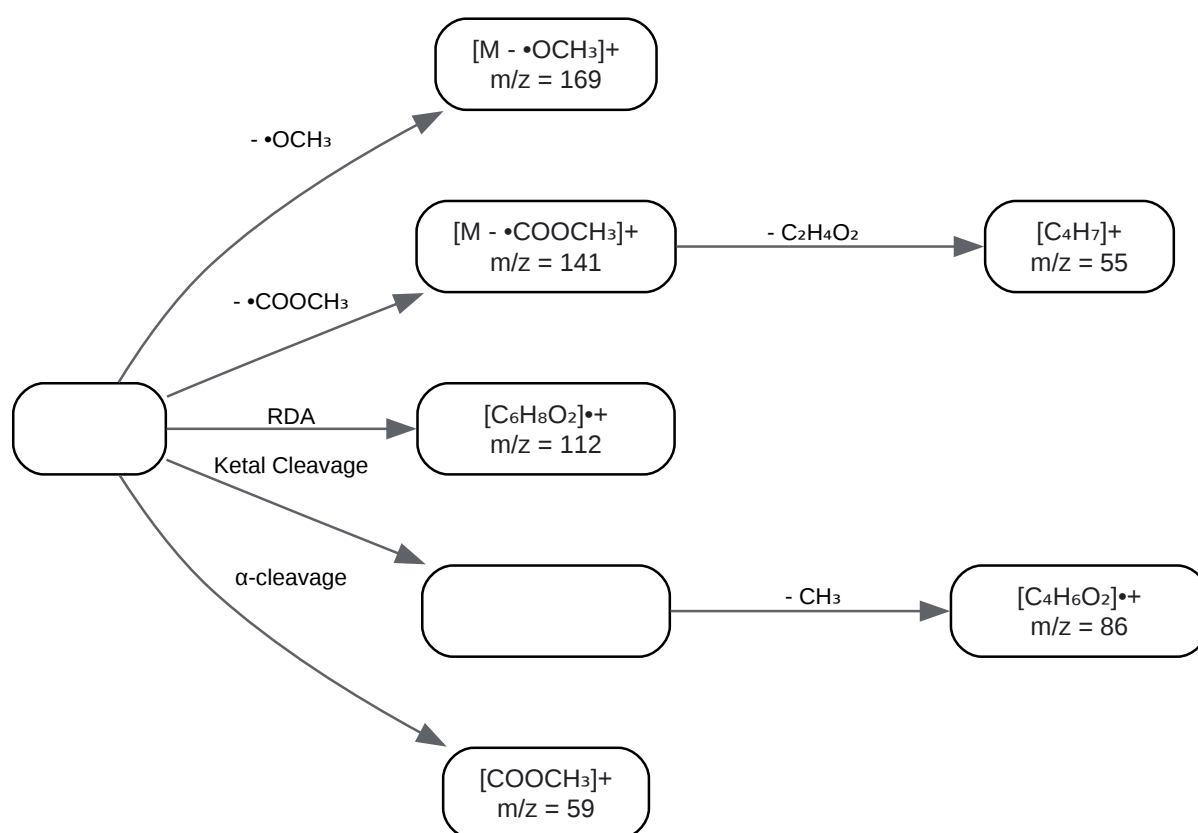 [M - •OCH₃]+
m/z = 169
- •OCH₃
[M - •COOCH₃]+
m/z = 141
- C₂H₄O₂
[C₄H₇]+
m/z = 55
- •COOCH₃
RDA
[C₆H₈O₂]•+
m/z = 112
Ketal Cleavage
α-cleavage
- CH₃
[C₄H₆O₂]•+
m/z = 86
[COOCH₃]+
m/z = 59